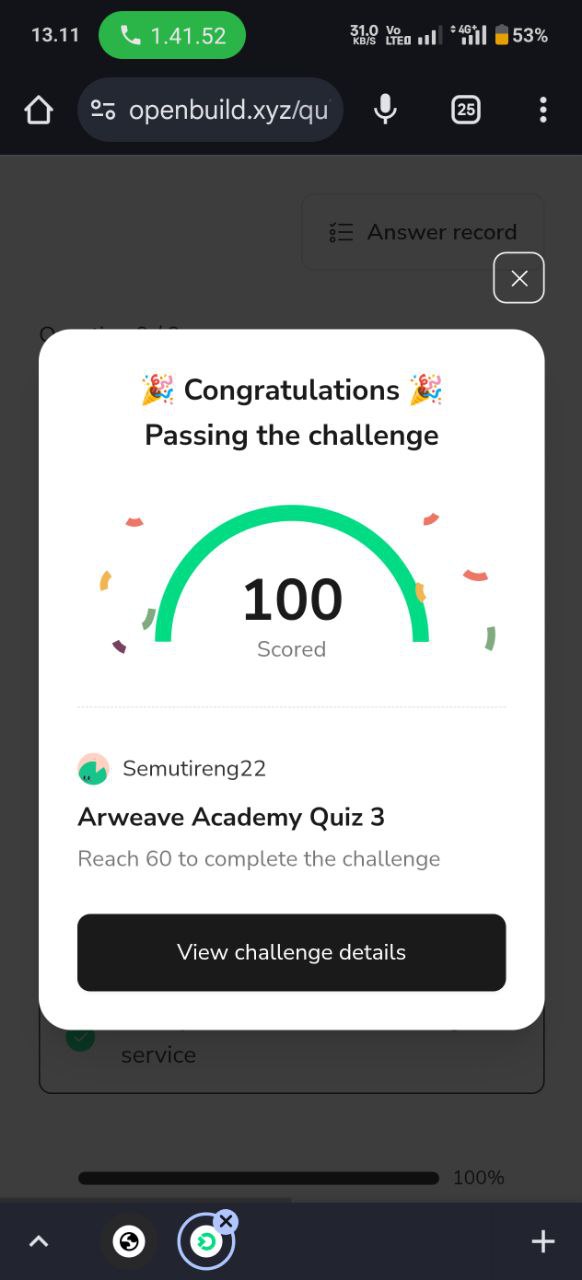 13.11
1.41.52
31.0
KB/S
Vo
LTE
4G+
53%
openbuild.xyz/qu
25
Answer record
🎉 Congratulations 🎉
Passing the challenge
100
Scored
Semutireng22
Arweave Academy Quiz 3
Reach 60 to complete the challenge
View challenge details
service
100%